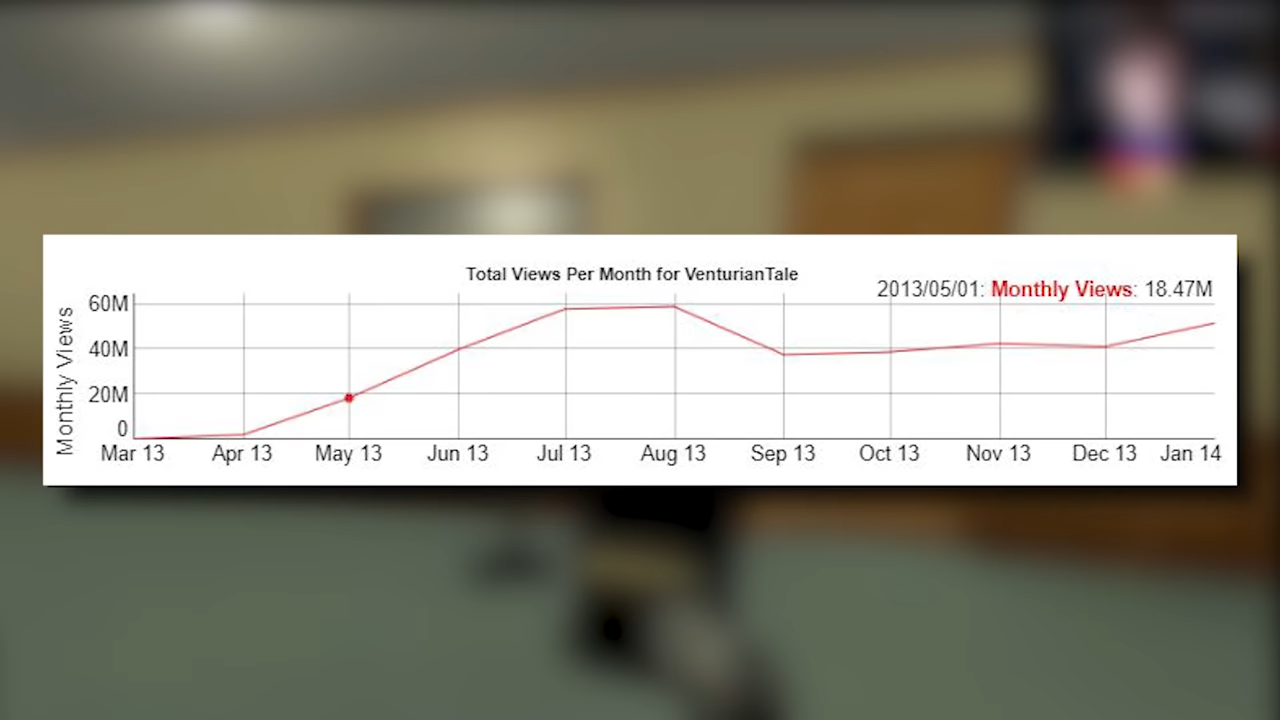 Total Views Per Month for VenturianTale
2013/05/01: Monthly Views: 18.47M
Monthly Views
60M
40M
20M
0
Mar 13 Apr 13 May 13 Jun 13 Jul 13 Aug 13 Sep 13 Oct 13 Nov 13 Dec 13 Jan 14